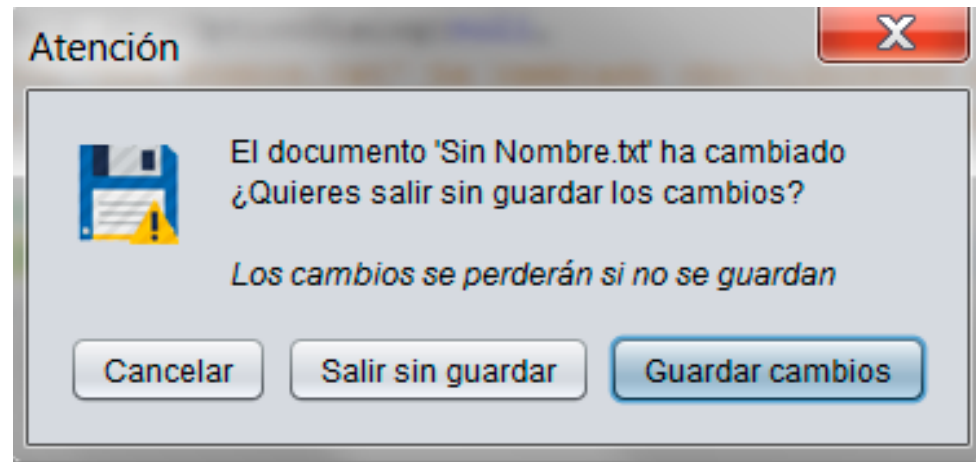 Atención
El documento 'Sin Nombre.txt' ha cambiado
¿Quieres salir sin guardar los cambios?
Los cambios se perderán si no se guardan
Cancelar
Salir sin guardar
Guardar cambios